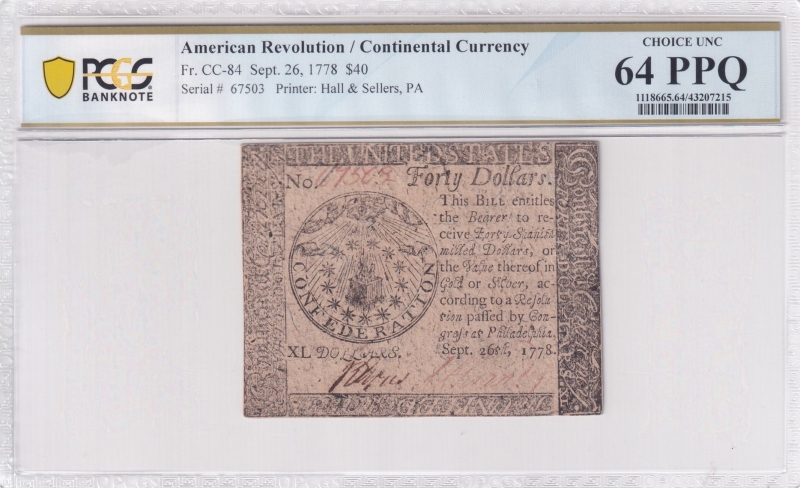 PCGS
BANKNOTE
American Revolution / Continental Currency
Fr. CC-84 Sept. 26, 1778 $40
Serial # 67503 Printer: Hall & Sellers, PA
CHOICE UNC
64 PPQ
1118665.64/43207215
THE UNITED STATES
No. 67503 Forty Dollars.
This Bill entitles
the Bearer to re-
ceive Forty Spanish
milled Dollars, or
the Value thereof in
Gold or Silver, ac-
cording to a Resolu-
tion passed by Con-
gress at Philadelphia,
Sept. 26th, 1778.
CONFEDERATION
XL DOLLARS.